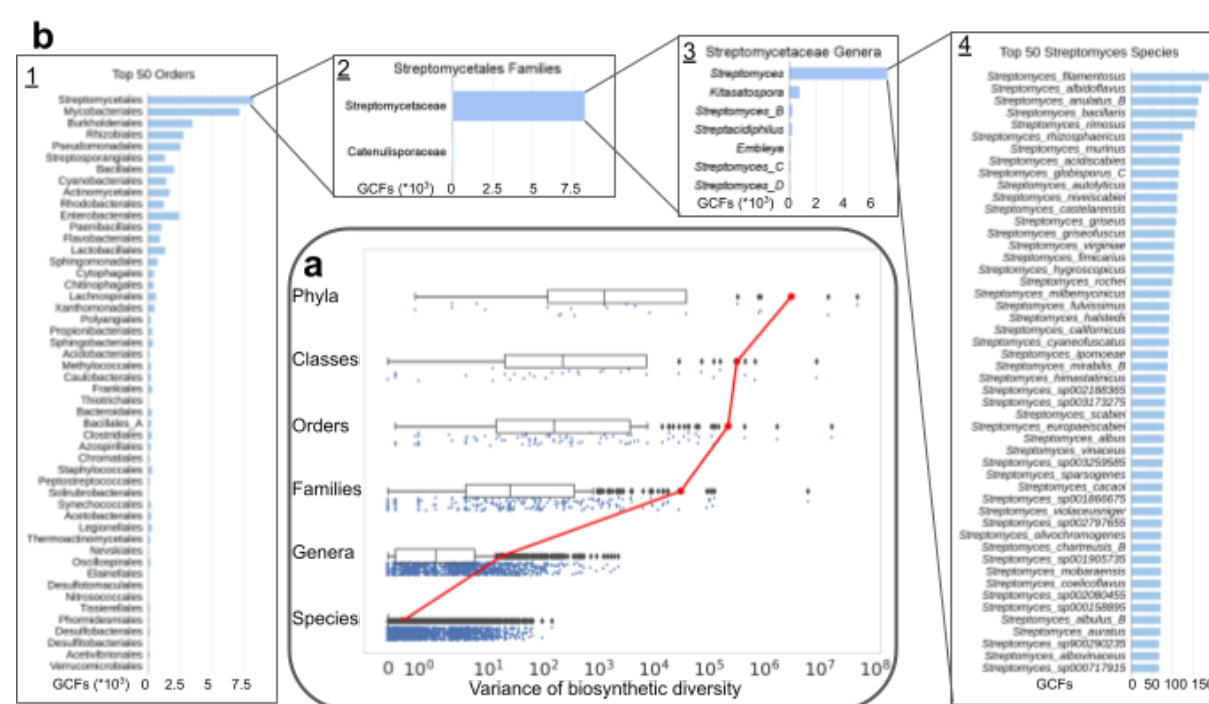 b
1
Top 50 Orders
Streptomycetales
Mycobacteriales
Burkholderiales
Rhizobiales
Pseudomonadales
Streptosporangiales
Bacillales
Cyanobacteriales
Actinomycetales
Rhodobacterales
Enterobacterales
Paenibacillales
Flavobacteriales
Lactobacillales
Sphingomonadales
Cytophagales
Chitinophagales
Lachnospirales
Xanthomonadales
Polyangiales
Propionibacteriales
Sphingobacteriales
Acidobacteriales
Methylococcales
Caulobacterales
Frankiales
Thiotrichales
Bacteroidales
Bacillales_A
Clostridiales
Azospirillales
Chromatiales
Staphylococcales
Peptostreptococcales
Solirubrobacterales
Synechococcales
Acetobacterales
Legionellales
Thermoactinomycetales
Nevskiales
Oscillospirales
Elainellales
Desulfotomaculales
Nitrosococcales
Tissierellales
Phormidesmiales
Desulfobacterales
Desulfitobacteriales
Acetivibrionales
Verrucomicrobiales
GCFs (*10³) 0 2.5 5 7.5
2
Streptomycetales Families
Streptomycetaceae
Catenulisporaceae
GCFs (*10³) 0 2.5 5 7.5
3
Streptomycetaceae Genera
Streptomyces
Kitasatospora
Streptomyces_B
Streptacidiphilus
Embleya
Streptomyces_C
Streptomyces_D
GCFs (*10³) 0 2 4 6
4
Top 50 Streptomyces Species
Streptomyces_filamentosus
Streptomyces_albidoflavus
Streptomyces_anulatus_B
Streptomyces_bacillaris
Streptomyces_rimosus
Streptomyces_rhizosphaericus
Streptomyces_murinus
Streptomyces_acidiscabies
Streptomyces_globisporus_C
Streptomyces_autolyticus
Streptomyces_niveiscabiei
Streptomyces_castelarensis
Streptomyces_griseus
Streptomyces_griseofuscus
Streptomyces_virginiae
Streptomyces_fimicarius
Streptomyces_hygroscopicus
Streptomyces_rochei
Streptomyces_milbemycinicus
Streptomyces_fulvissimus
Streptomyces_halstedii
Streptomyces_californicus
Streptomyces_cyaneofuscatus
Streptomyces_ipomoeae
Streptomyces_mirabilis_B
Streptomyces_himastatinicus
Streptomyces_sp002188365
Streptomyces_sp003173275
Streptomyces_scabiei
Streptomyces_europaeiscabiei
Streptomyces_albus
Streptomyces_vinaceus
Streptomyces_sp003259585
Streptomyces_sparsogenes
Streptomyces_cacaoi
Streptomyces_sp001866675
Streptomyces_violaceusniger
Streptomyces_sp002797655
Streptomyces_olivochromogenes
Streptomyces_chartreusis_B
Streptomyces_sp001905735
Streptomyces_mobaraensis
Streptomyces_coelicoflavus
Streptomyces_sp002080455
Streptomyces_sp000158895
Streptomyces_albulus_B
Streptomyces_auratus
Streptomyces_sp900290235
Streptomyces_albovinaceus
Streptomyces_sp000717915
GCFs 0 50 100 150
a
Phyla
Classes
Orders
Families
Genera
Species
0 10⁰ 10¹ 10² 10³ 10⁴ 10⁵ 10⁶ 10⁷ 10⁸
Variance of biosynthetic diversity